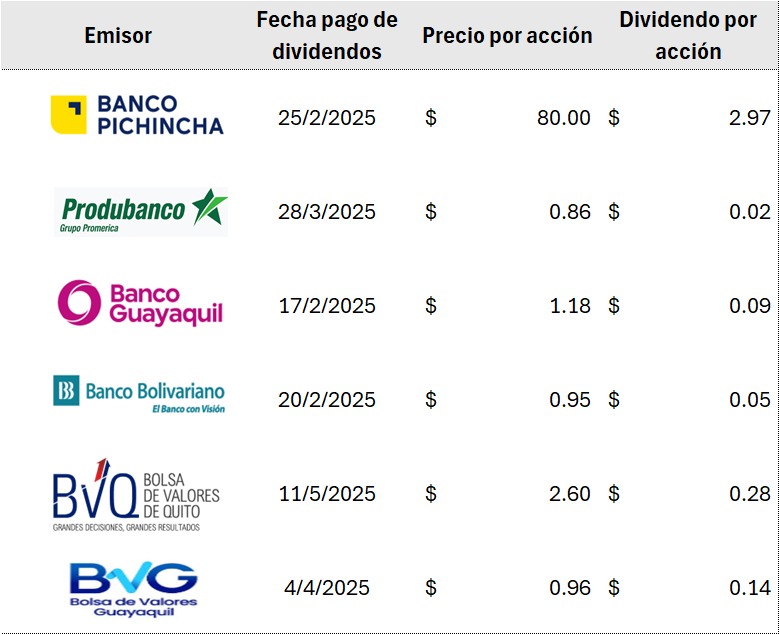 Emisor
Fecha pago de
dividendos
Precio por acción
Dividendo por
acción
BANCO
PICHINCHA
25/2/2025 $ 80.00 $ 2.97
Produbanco
Grupo Promerica
28/3/2025 $ 0.86 $ 0.02
Banco
Guayaquil
17/2/2025 $ 1.18 $ 0.09
B Banco Bolivariano
El Banco con Visión
20/2/2025 $ 0.95 $ 0.05
BVQ
BOLSA
DE VALORES
DE QUITO
GRANDES DECISIONES, GRANDES RESULTADOS
11/5/2025 $ 2.60 $ 0.28
BVG
Bolsa de Valores
Guayaquil
4/4/2025 $ 0.96 $ 0.14